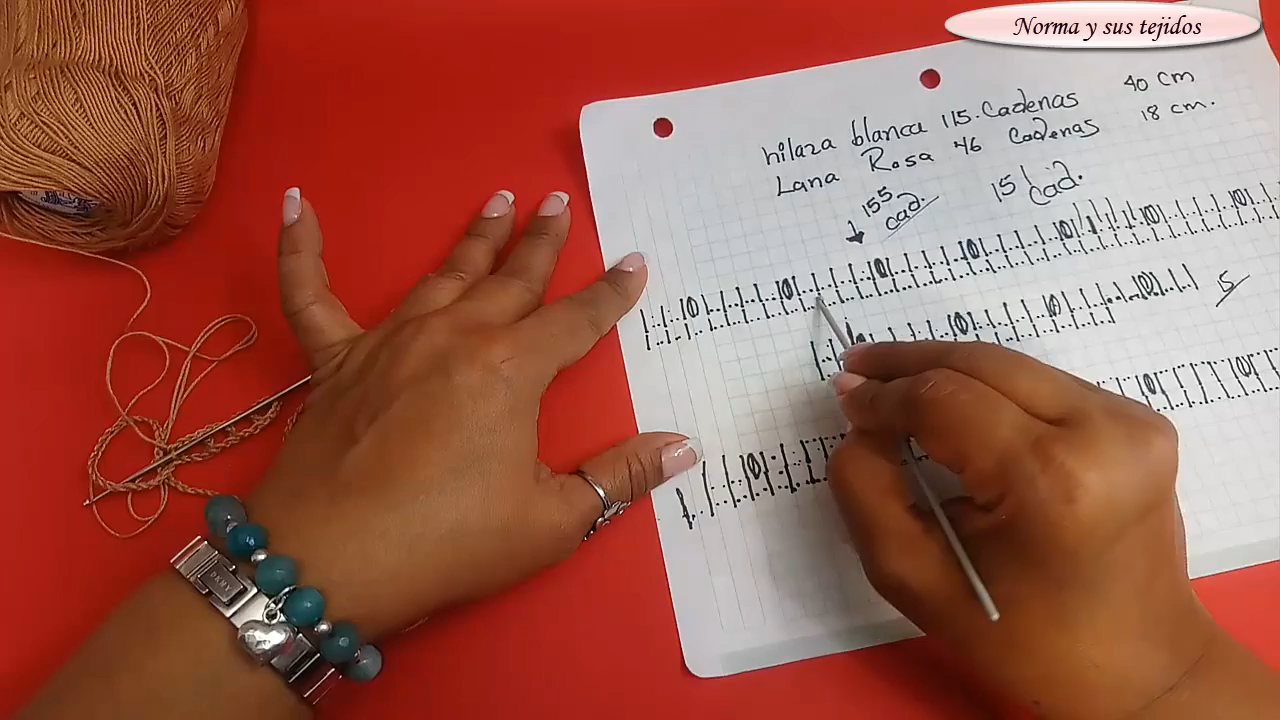 Norma y sus tejidos
hilaza blanca 115. Cadenas 40 cm
Lana Rosa 46 Cadenas 18 cm.
155 cad.
151 cad.
5